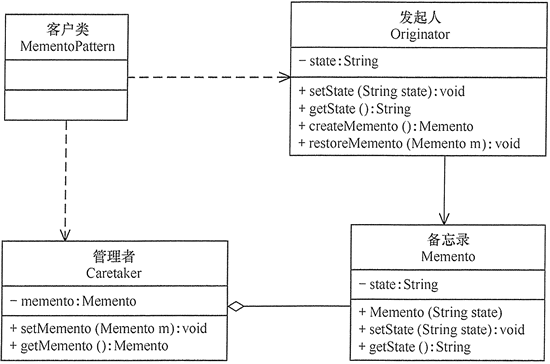 客户类
MementoPattern
发起人
Originator
- state:String
+ setState (String state): void
+ getState (): String
+ createMemento (): Memento
+ restoreMemento (Memento m): void
管理者
Caretaker
- memento: Memento
+ setMemento (Memento m): void
+ getMemento (): Memento
备忘录
Memento
- state: String
+ Memento (String state)
+ setState (String state): void
+ getState (): String